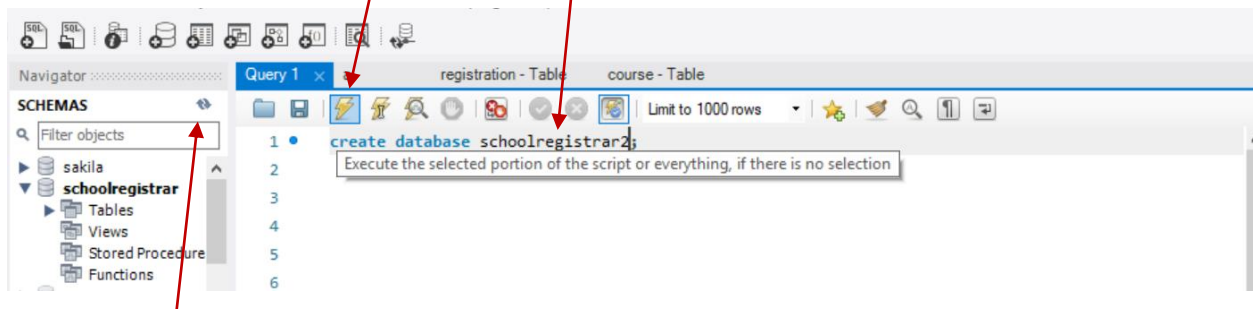 SQL SQL
Navigator
Query 1
registration - Table
course - Table
SCHEMAS
Limit to 1000 rows
Filter objects
1 create database schoolregistrar2;
Execute the selected portion of the script or everything, if there is no selection
sakila
2
schoolregistrar
3
Tables
Views
4
Stored Procedure
5
Functions
6